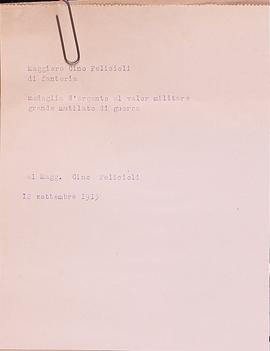 Maggiore Gino Felicioli
di fanteria
medaglia d'argento al valor militare
grande mutilato di guerra
al Magg. Gino Felicioli
12 settembre 1915